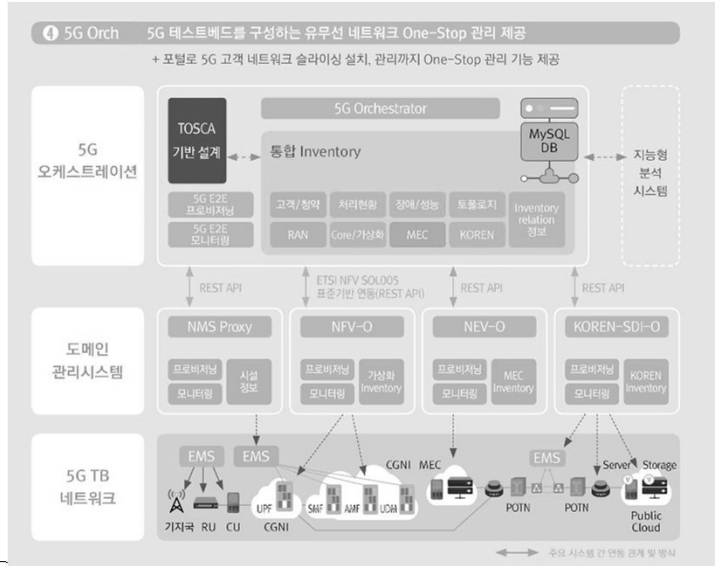 ④ 5G Orch 5G 테스트베드를 구성하는 유무선 네트워크 One-Stop 관리 제공
+ 포털로 5G 고객 네트워크 슬라이싱 설치, 관리까지 One-Stop 관리 기능 제공
5G
오케스트레이션
TOSCA
기반 설계
5G E2E
프로비저닝
5G E2E
모니터링
5G Orchestrator
통합 Inventory
MySQL
DB
고객/청약 처리현황 장애/성능 토폴로지
RAN Core/가상화 MEC KOREN
Inventory
relation
정보
지능형
분석
시스템
REST API
ETSI NFV SOL005
표준기반 연동(REST API)
REST API
REST API
도메인
관리시스템
NMS Proxy
프로비저닝
모니터링
시설
정보
NFV-O
프로비저닝
모니터링
가상화
Inventory
NEV-O
프로비저닝
모니터링
MEC
Inventory
KOREN-SDI-O
프로비저닝
모니터링
KOREN
Inventory
5G TB
네트워크
EMS
EMS
CGNI MEC
EMS
Server Storage
UPF
SMF
AMF
UDM
기지국 RU CU CGNI
POTN
POTN
Public
Cloud
주요 시스템 간 연동 관계 및 방식